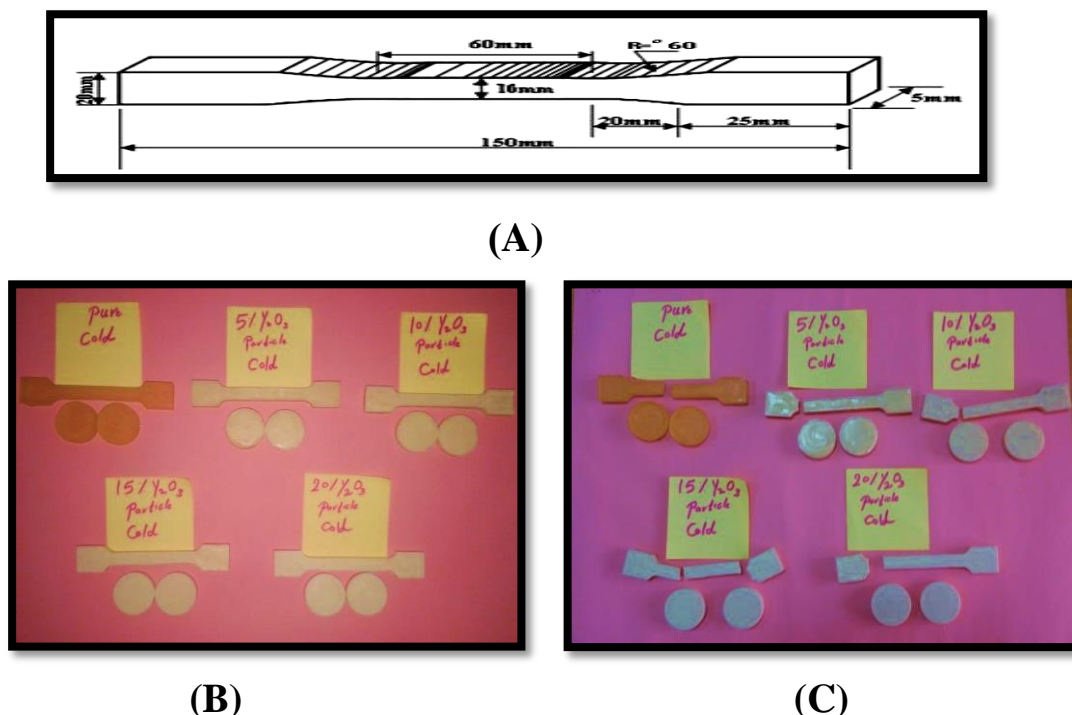 60mm
R=° 60
20mm
10mm
5mm
20mm
25mm
150mm
(A)
pure
Cold
5% Y₂O₃
Particle
Cold
10% Y₂O₃
Particle
Cold
15% Y₂O₃
Particle
Cold
20% Y₂O₃
Particle
Cold
pure
Cold
5% Y₂O₃
Particle
Cold
10% Y₂O₃
Particle
Cold
15% Y₂O₃
Particle
Cold
20% Y₂O₃
Particle
Cold
(B)
(C)